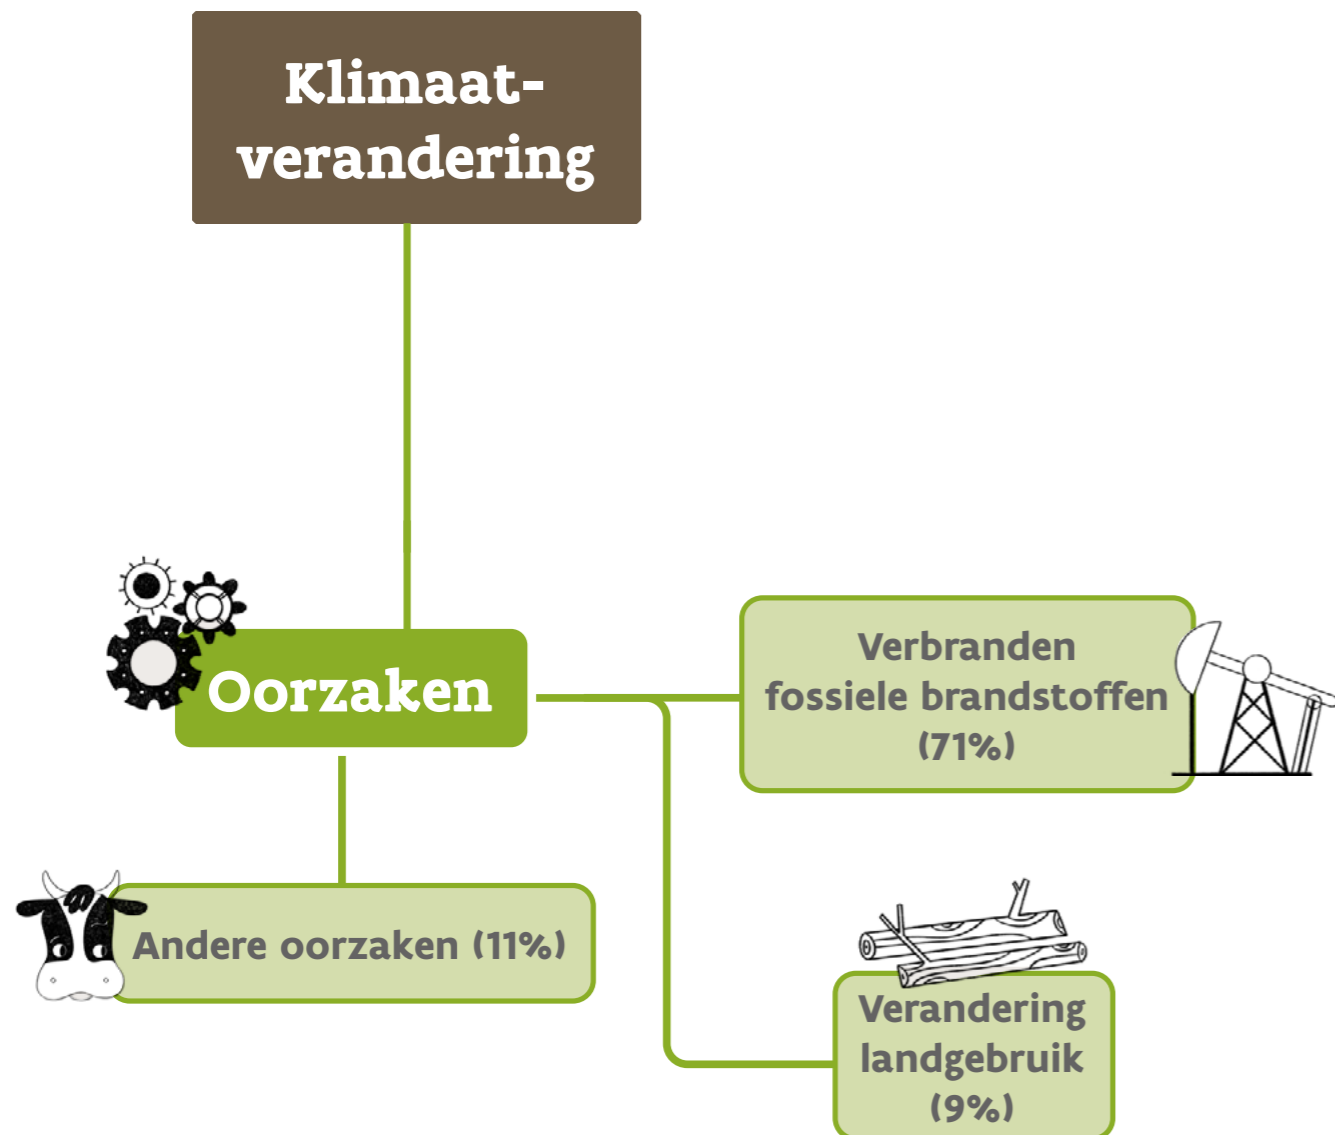 Klimaat-
verandering
Oorzaken
Verbranden
fossiele brandstoffen
(71%)
Andere oorzaken (11%)
Verandering
landgebruik
(9%)